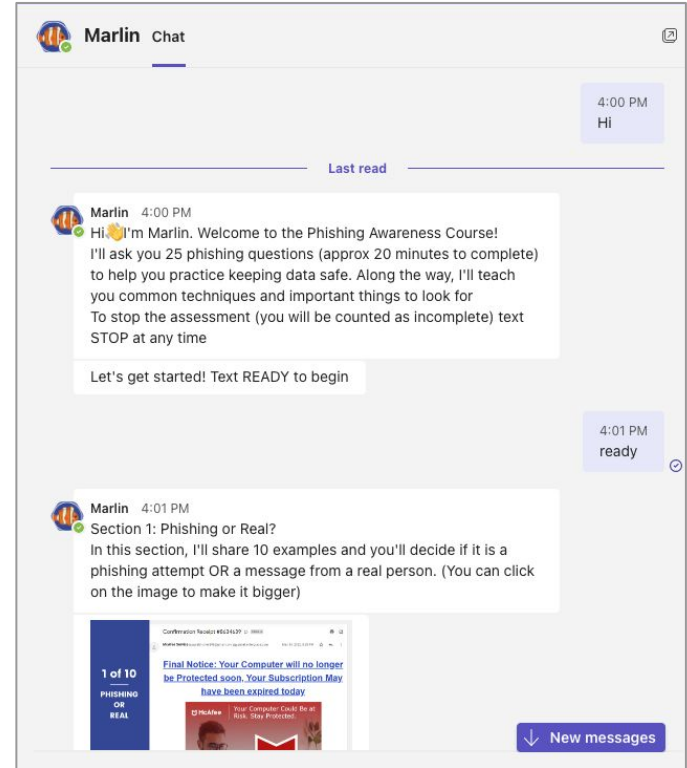 Marlin Chat
4:00 PM
Hi
Last read
Marlin 4:00 PM
Hi👋I'm Marlin. Welcome to the Phishing Awareness Course!
I'll ask you 25 phishing questions (approx 20 minutes to complete)
to help you practice keeping data safe. Along the way, I'll teach
you common techniques and important things to look for
To stop the assessment (you will be counted as incomplete) text
STOP at any time
Let's get started! Text READY to begin
4:01 PM
ready
Marlin 4:01 PM
Section 1: Phishing or Real?
In this section, I'll share 10 examples and you'll decide if it is a
phishing attempt OR a message from a real person. (You can click
on the image to make it bigger)
Confirmation Receipt #8634639
1 of 10
PHISHING
OR
REAL
Final Notice: Your Computer will no longer
be Protected soon, Your Subscription May
have been expired today
McAfee
Your Computer Could Be at
Risk. Stay Protected.
New messages